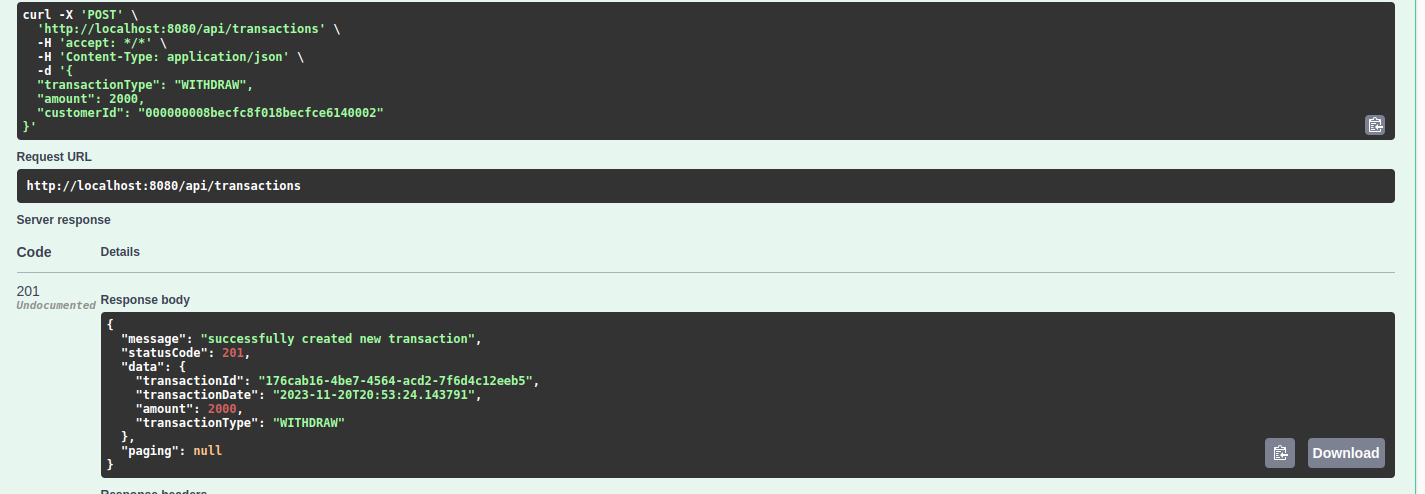 curl -X 'POST' \
'http://localhost:8080/api/transactions' \
-H 'accept: */*' \
-H 'Content-Type: application/json' \
-d '{
"transactionType": "WITHDRAW",
"amount": 2000,
"customerId": "000000008becfc8f018becfce6140002"
}'
Request URL
http://localhost:8080/api/transactions
Server response
Code Details
201
Undocumented
Response body
{
"message": "successfully created new transaction",
"statusCode": 201,
"data": {
"transactionId": "176cab16-4be7-4564-acd2-7f6d4c12eeb5",
"transactionDate": "2023-11-20T20:53:24.143791",
"amount": 2000,
"transactionType": "WITHDRAW"
},
"paging": null
}
Download
Response headers